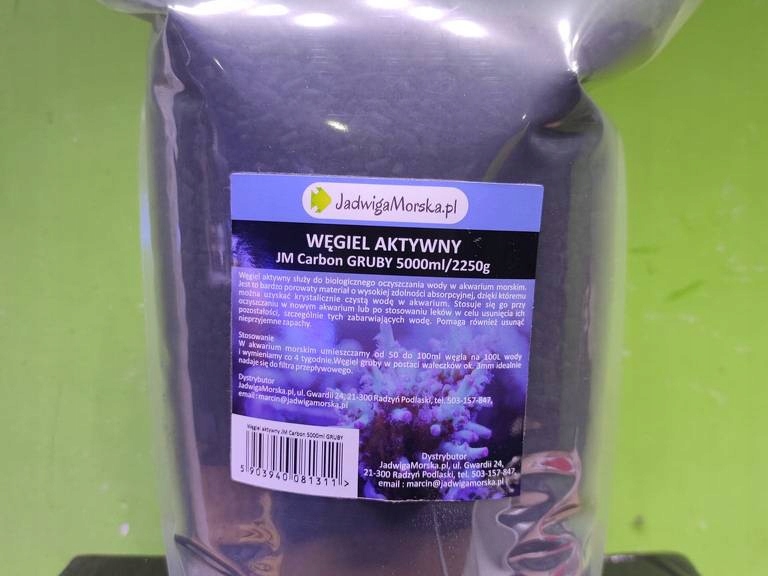 JadwigaMorska.pl
WĘGIEL AKTYWNY
JM Carbon GRUBY 5000ml/2250g
Węgiel aktywny służy do biologicznego oczyszczania wody w akwarium morskim.
Jest to bardzo porowaty materiał o wysokiej zdolności absorpcyjnej, dzięki któremu
można uzyskać krystalicznie czystą wodę w akwarium. Stosuje się go przy
oczyszczaniu w nowym akwarium lub po stosowaniu leków w celu usunięcia ich
pozostałości, szczególnie tych zabarwiających wodę. Pomaga również usunąć
nieprzyjemne zapachy.
Stosowanie
W akwarium morskim umieszczamy od 50 do 100ml węgla na 100L wody
i wymieniamy co 4 tygodnie.Węgiel gruby w postaci wałeczków ok. 3mm idealnie
nadaje się do filtra przepływowego.
Dystrybutor
JadwigaMorska.pl, ul. Gwardii 24, 21-300 Radzyń Podlaski, tel. 503-157-847,
email : marcin@jadwigamorska.pl
Węgiel aktywny JM Carbon 5000ml GRUBY
5 903940 081311 >
Dystrybutor
JadwigaMorska.pl, ul. Gwardii 24,
21-300 Radzyń Podlaski, tel. 503-157-847,
email : marcin@jadwigamorska.pl